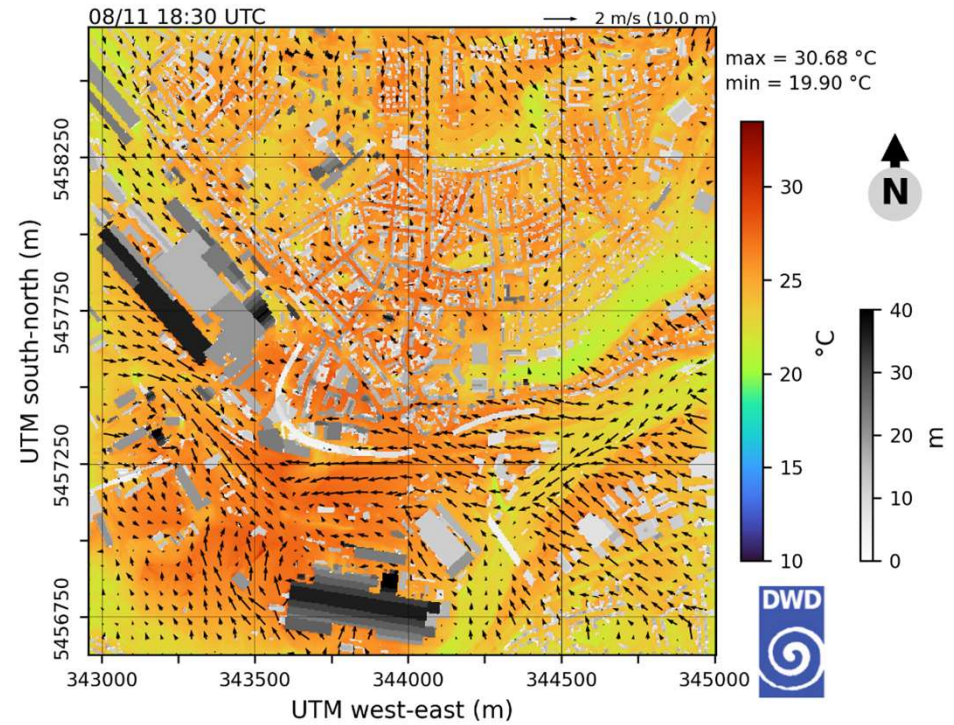 08/11 18:30 UTC
2 m/s (10.0 m)
max = 30.68 °C
min = 19.90 °C
N
UTM south-north (m)
5458250
5457750
5457250
5456750
343000
343500
344000
344500
345000
UTM west-east (m)
30
25
20
15
10
°C
40
30
20
10
0
m
DWD